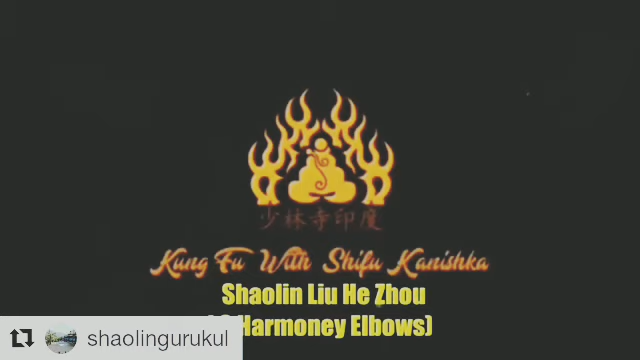 少林寺印度
Kung Fu With Shifu Kanishka
Shaolin Liu He Zhou
Harmoney Elbows)
shaolingurukul